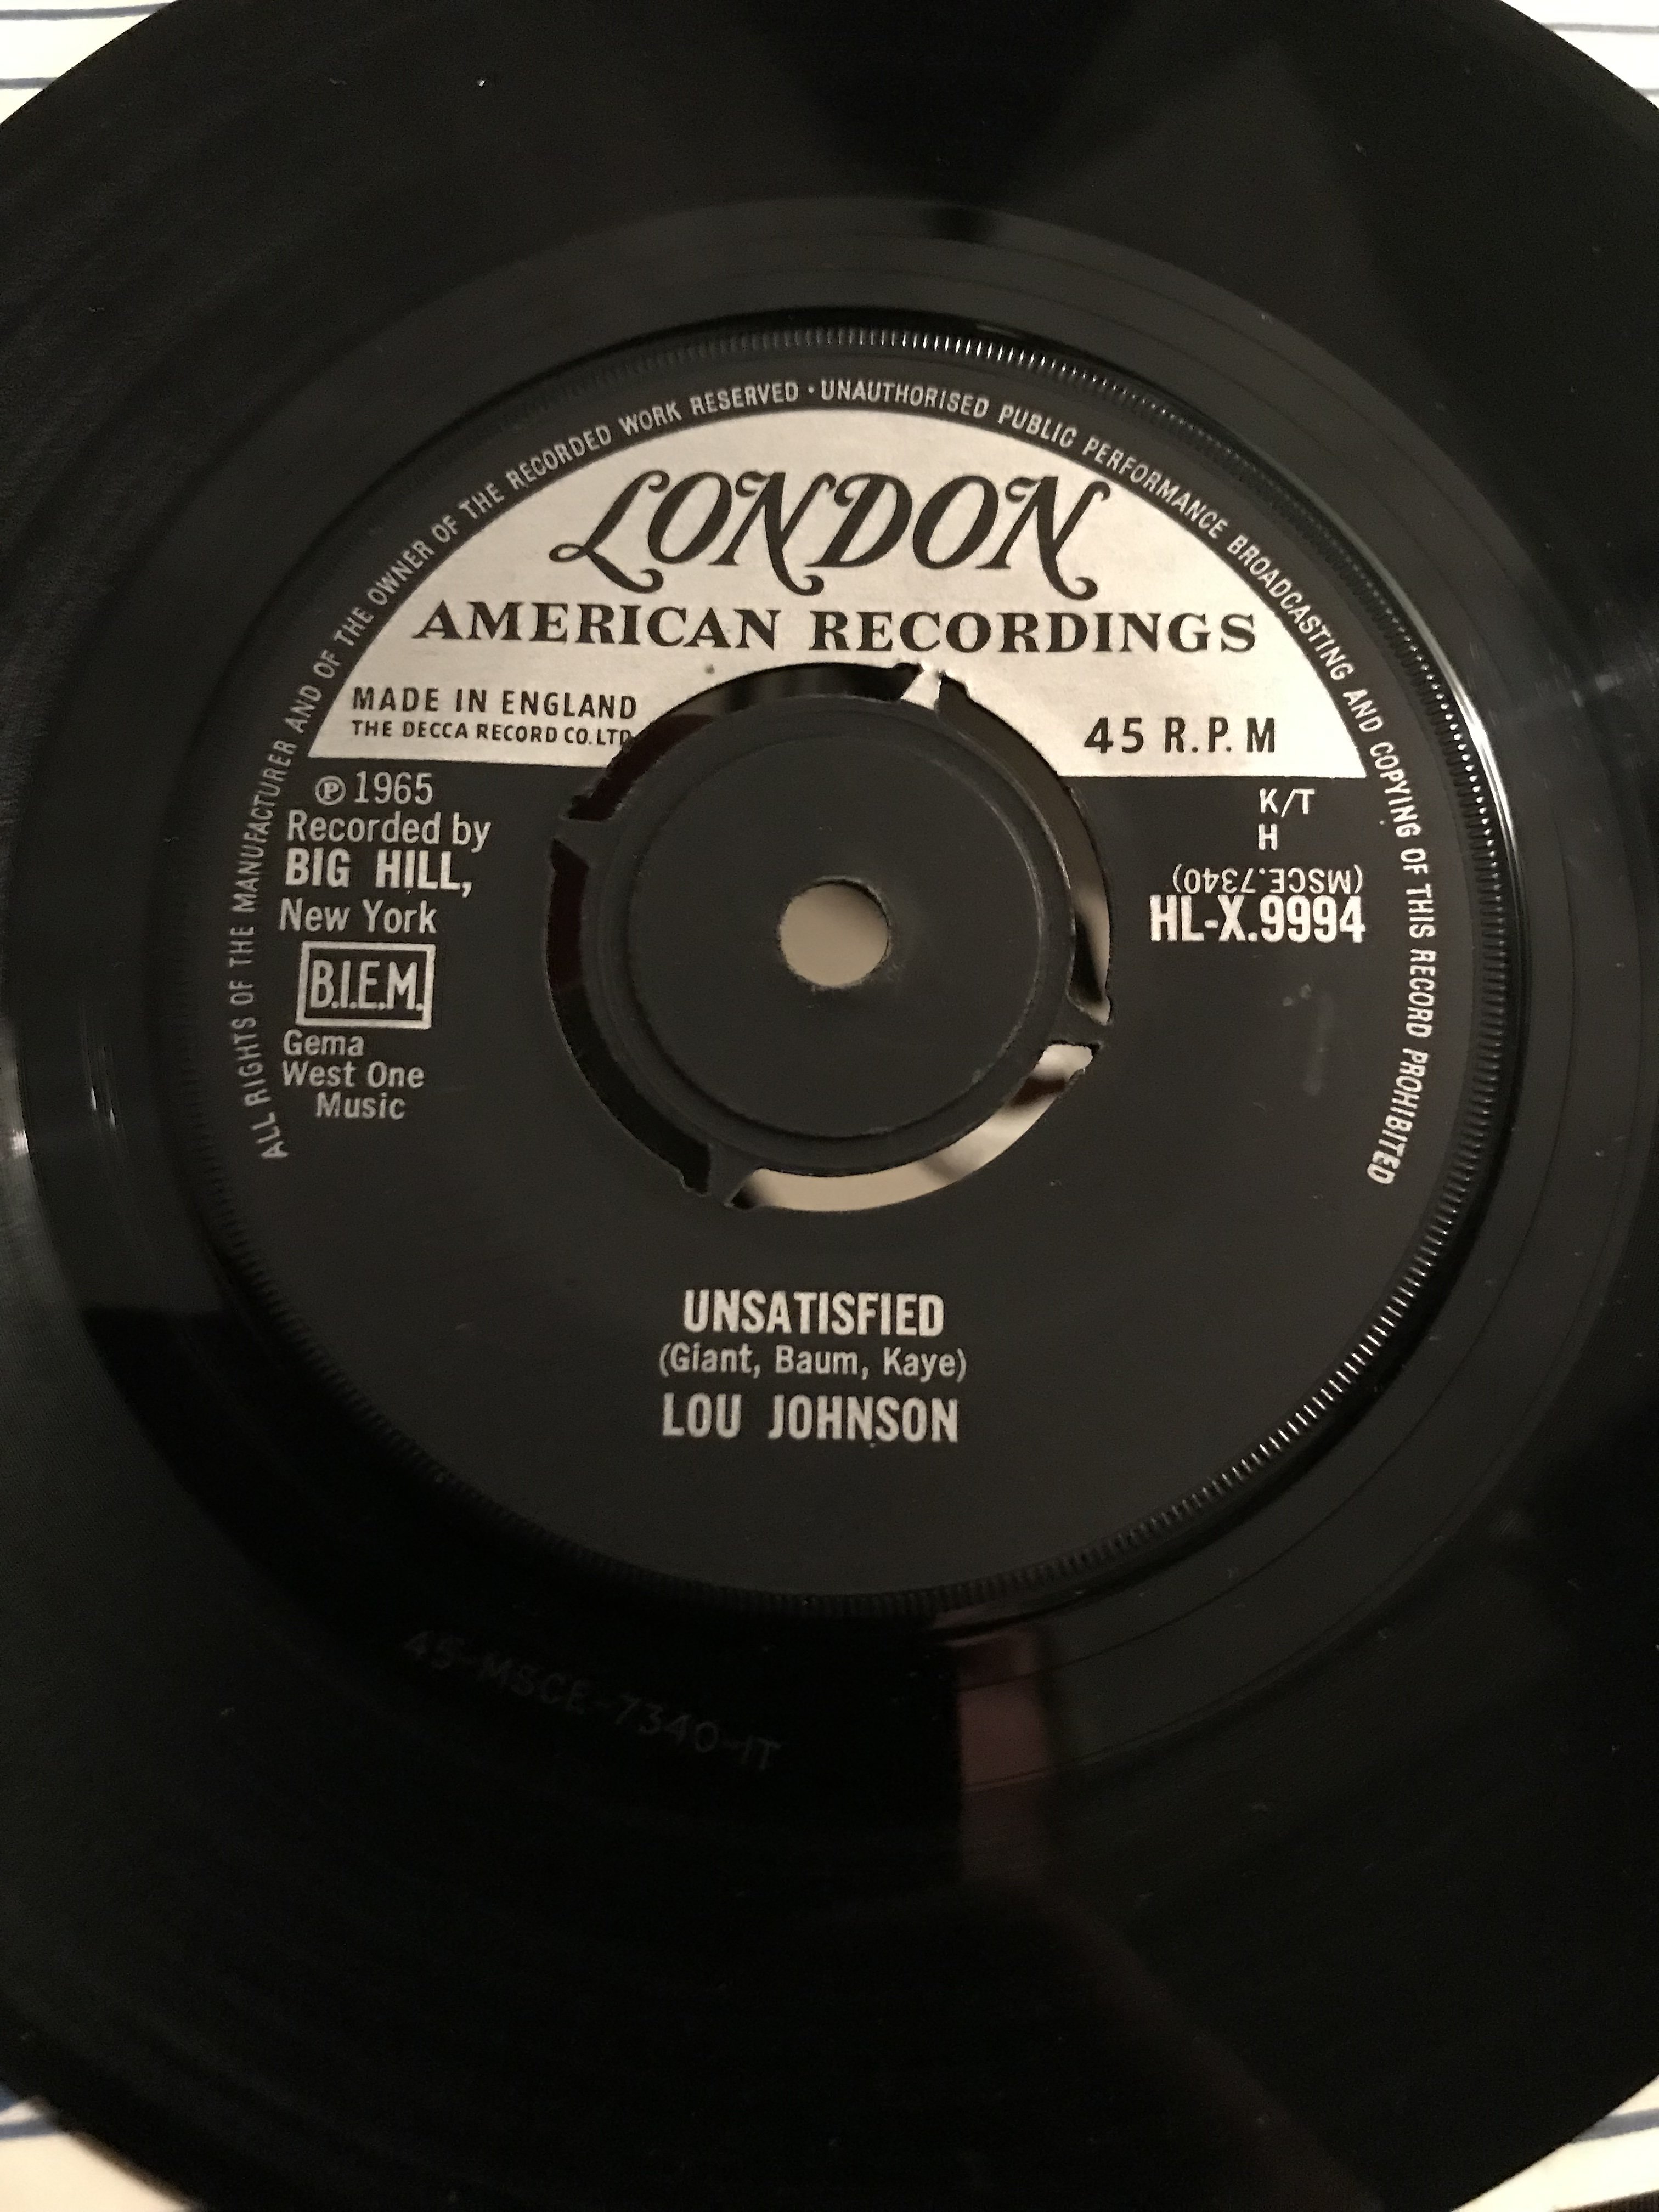 ALL RIGHTS OF THE MANUFACTURER AND OF THE OWNER OF THE RECORDED WORK RESERVED · UNAUTHORISED PUBLIC PERFORMANCE BROADCASTING AND COPYING OF THIS RECORD PROHIBITED
LONDON
AMERICAN RECORDINGS
MADE IN ENGLAND
THE DECCA RECORD CO. LTD
45 R.P.M
℗ 1965
Recorded by
BIG HILL,
New York
B.I.E.M.
Gema
West One
Music
K/T
H
(MSCE.7340)
HL-X.9994
UNSATISFIED
(Giant, Baum, Kaye)
LOU JOHNSON
45-MSCE-7340-1T